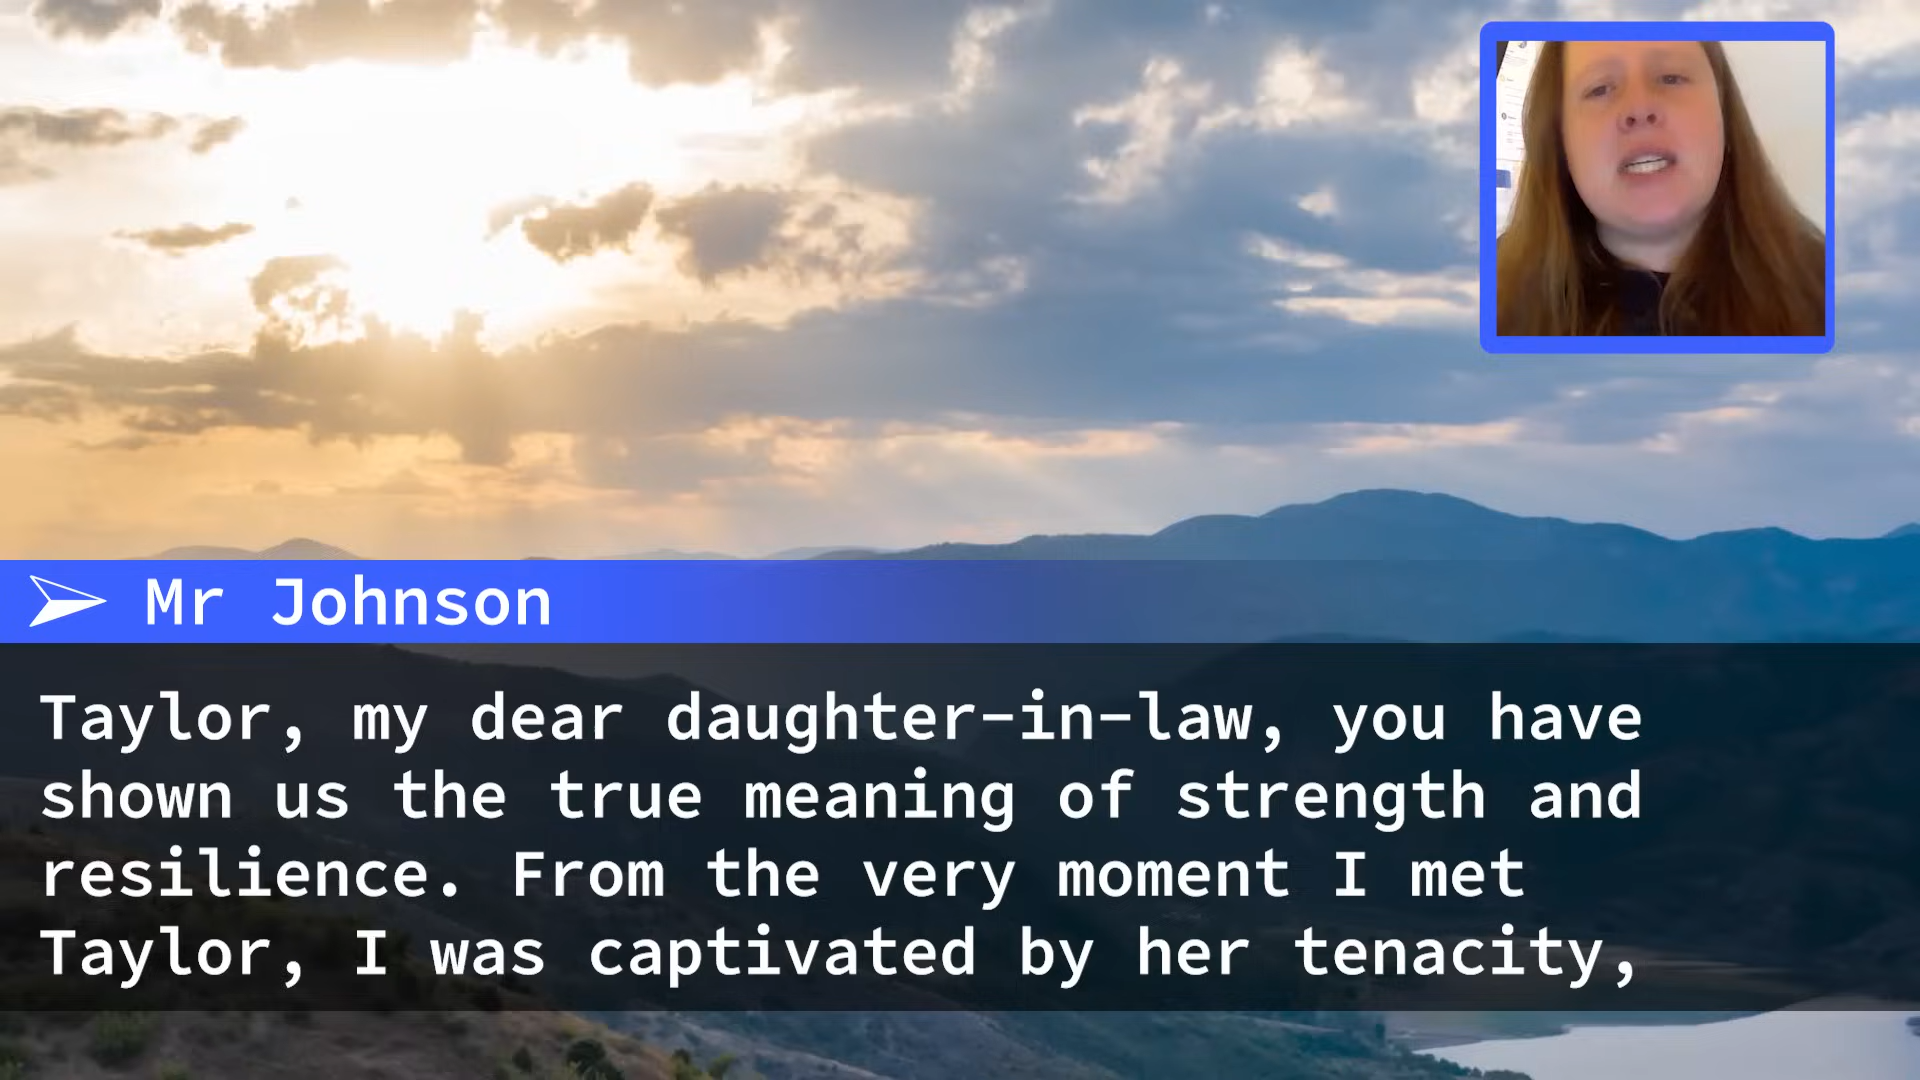 Mr Johnson
Taylor, my dear daughter-in-law, you have
shown us the true meaning of strength and
resilience. From the very moment I met
Taylor, I was captivated by her tenacity,